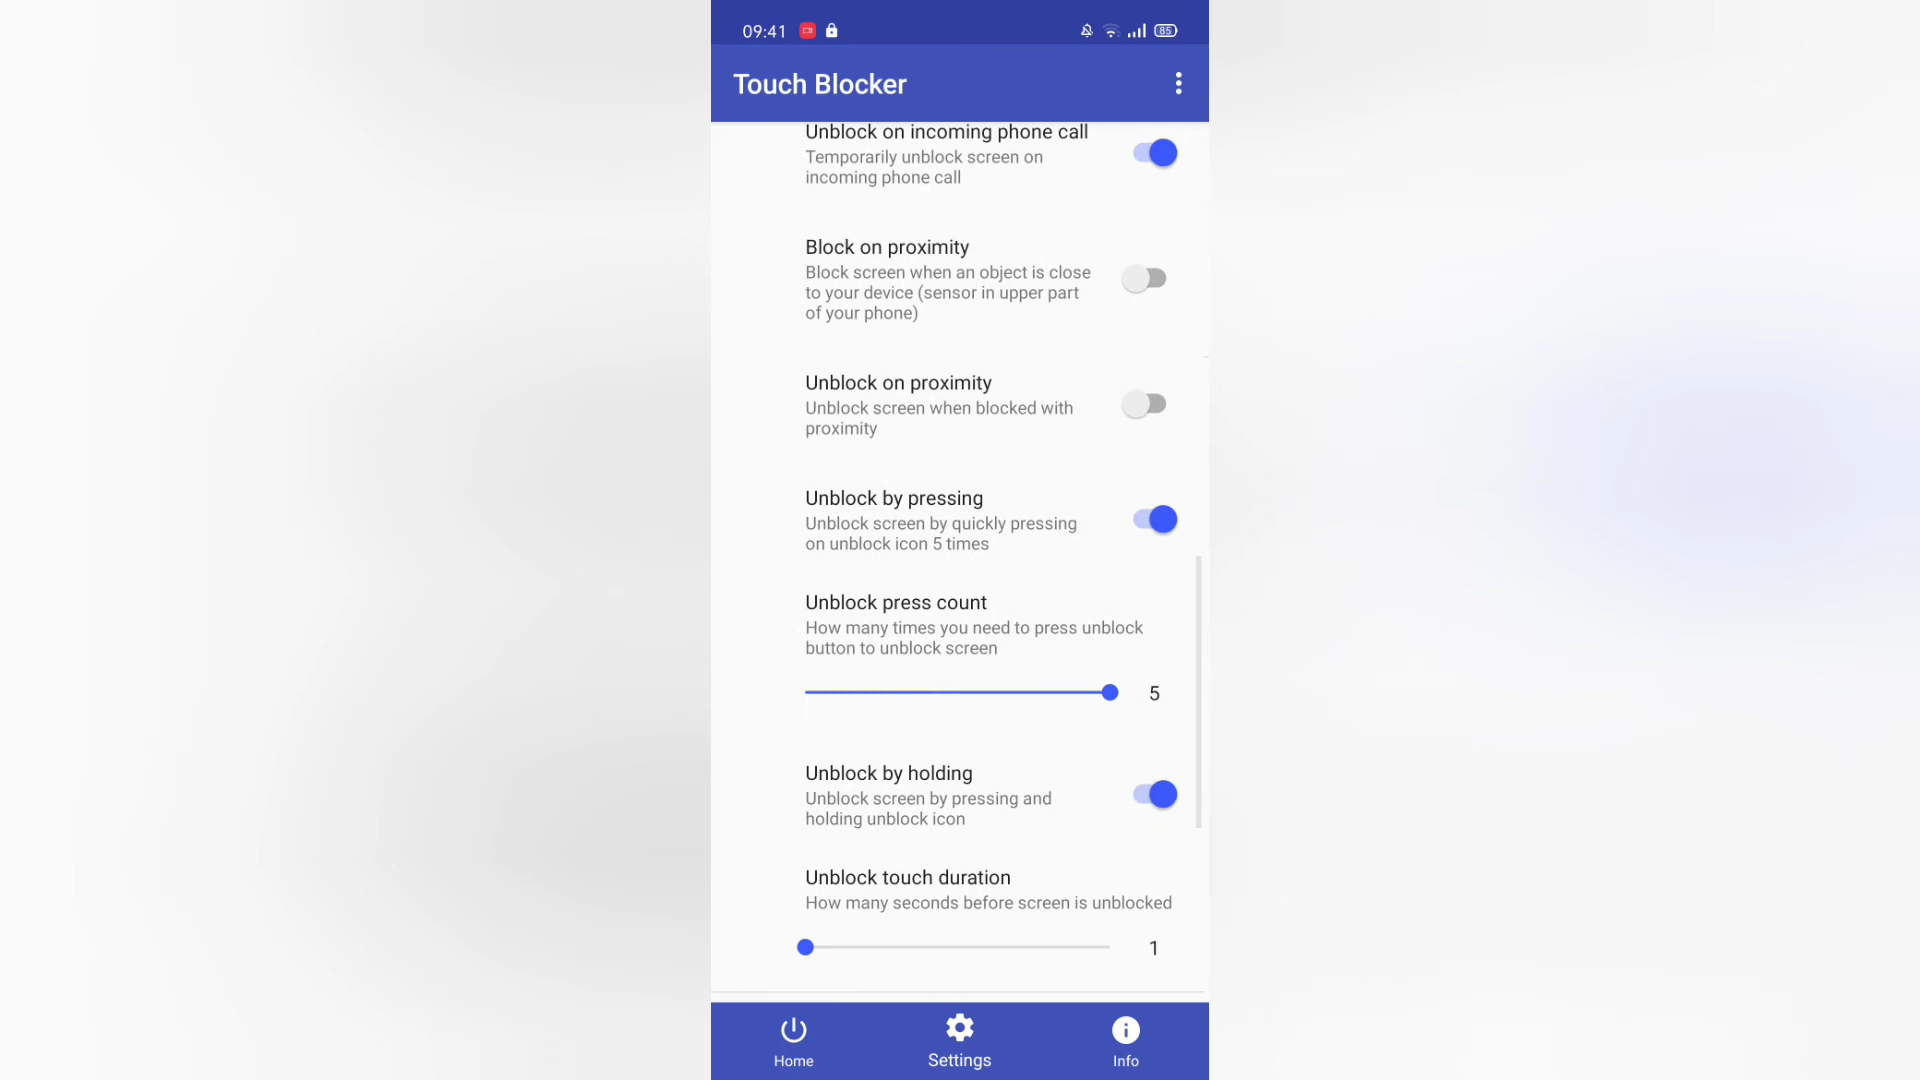 09:41
85
Touch Blocker
Unblock on incoming phone call
Temporarily unblock screen on
incoming phone call
Block on proximity
Block screen when an object is close
to your device (sensor in upper part
of your phone)
Unblock on proximity
Unblock screen when blocked with
proximity
Unblock by pressing
Unblock screen by quickly pressing
on unblock icon 5 times
Unblock press count
How many times you need to press unblock
button to unblock screen
5
Unblock by holding
Unblock screen by pressing and
holding unblock icon
Unblock touch duration
How many seconds before screen is unblocked
1
Home
Settings
Info